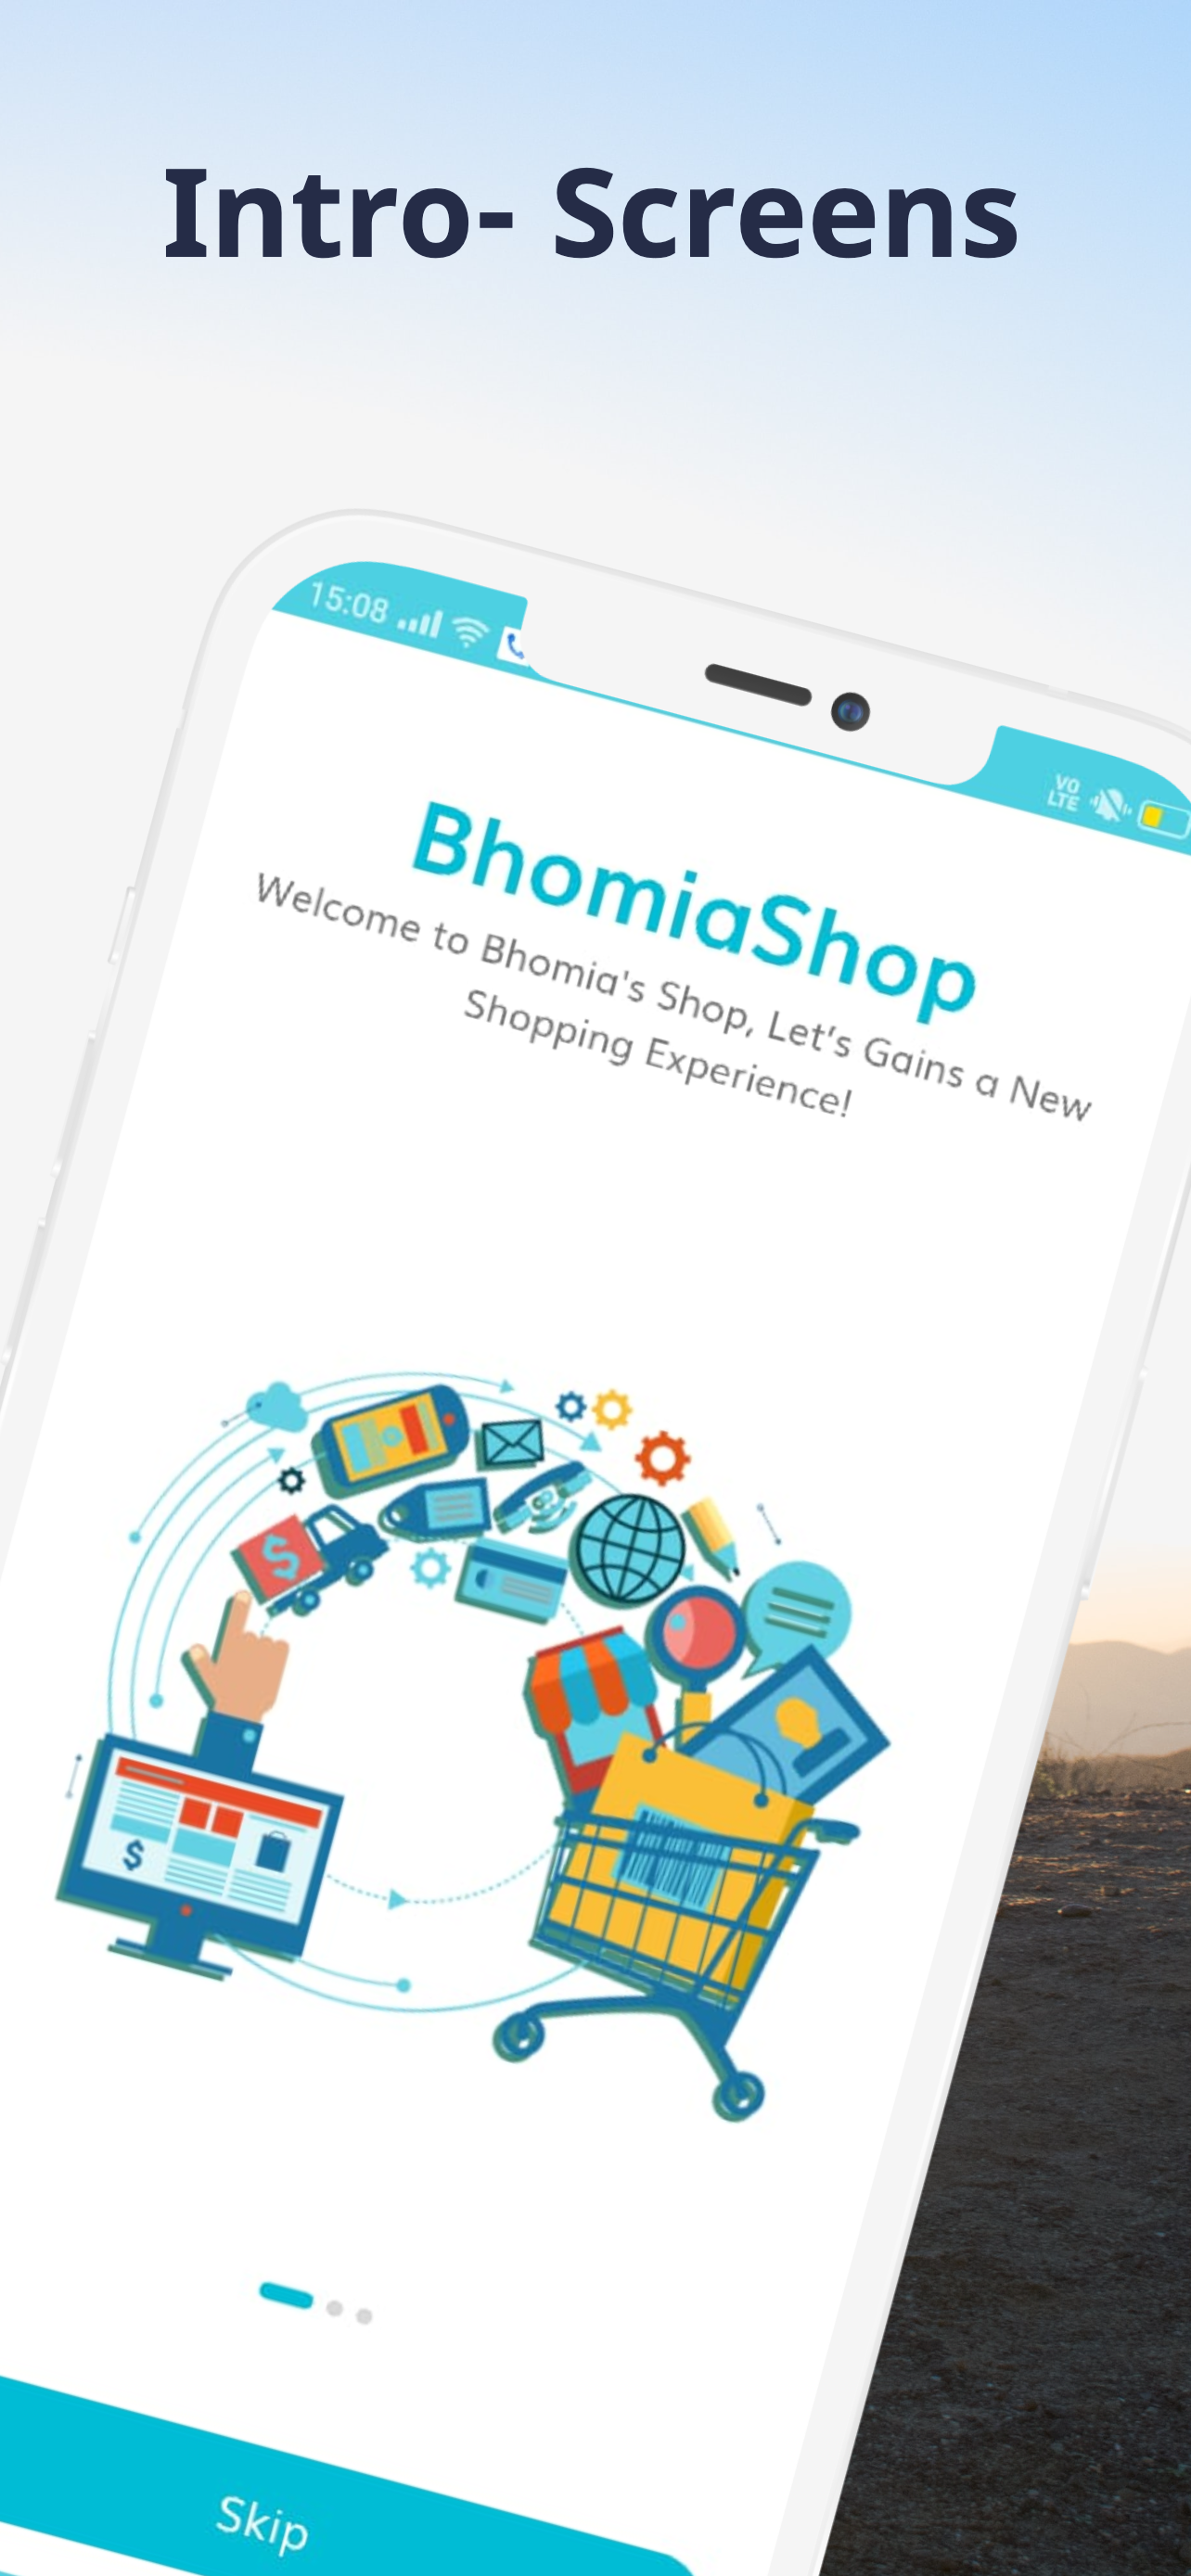 Intro- Screens
15:08
VO
LTE
BhomiaShop
Welcome to Bhomia's Shop, Let’s Gains a New
Shopping Experience!
$
$
Skip